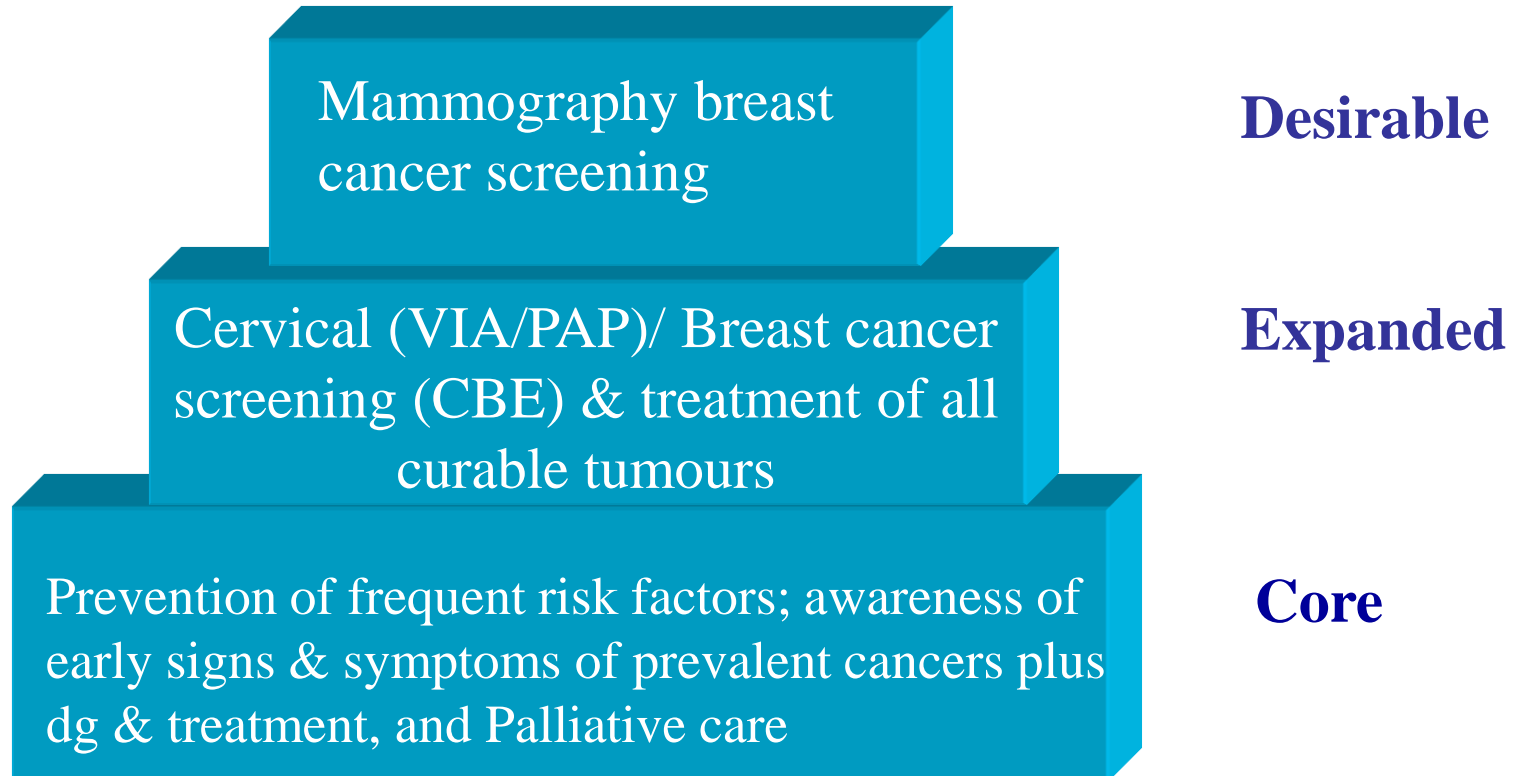 Mammography breast
cancer screening
Desirable
Cervical (VIA/PAP)/ Breast cancer
screening (CBE) & treatment of all
curable tumours
Expanded
Prevention of frequent risk factors; awareness of
early signs & symptoms of prevalent cancers plus
dg & treatment, and Palliative care
Core